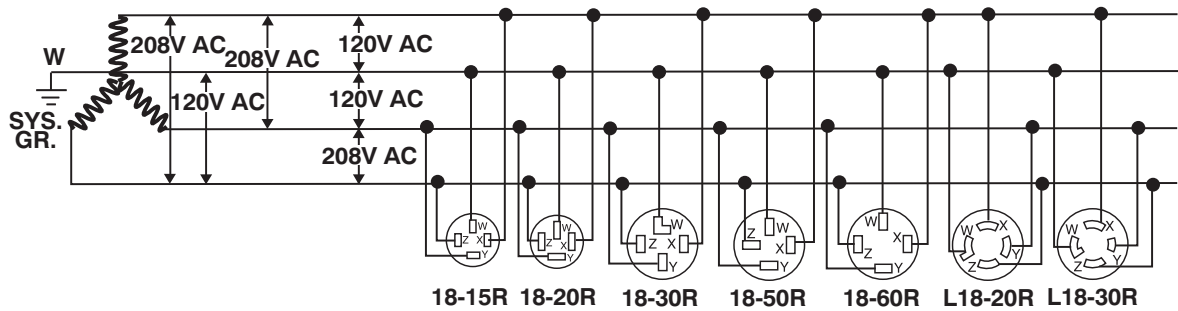 208V AC
208V AC
120V AC
W
120V AC
120V AC
SYS.
GR.
208V AC
W
Z
X
Y
W
Z
X
Y
W
Z
X
Y
W
Z
X
Y
W
Z
X
Y
W
X
Y
Z
W
X
Y
Z
18-15R 18-20R 18-30R 18-50R 18-60R L18-20R L18-30R